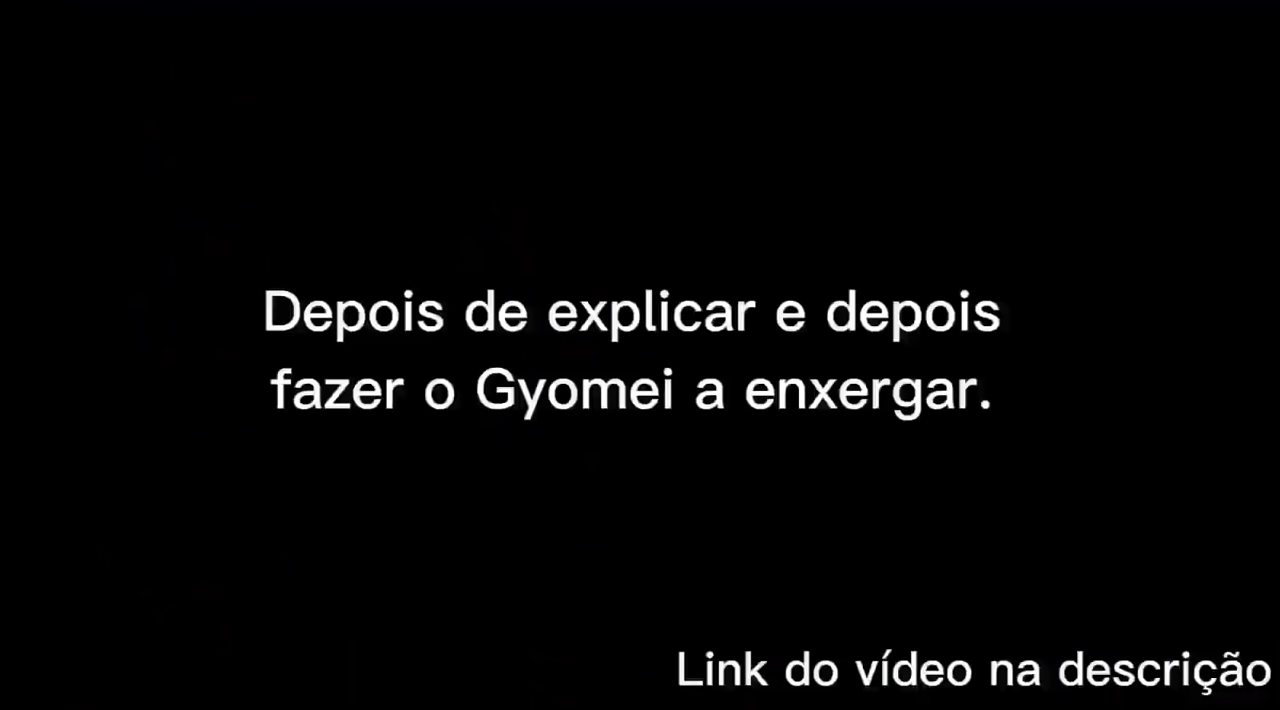 Depois de explicar e depois
fazer o Gyomei a enxergar.
Link do vídeo na descrição